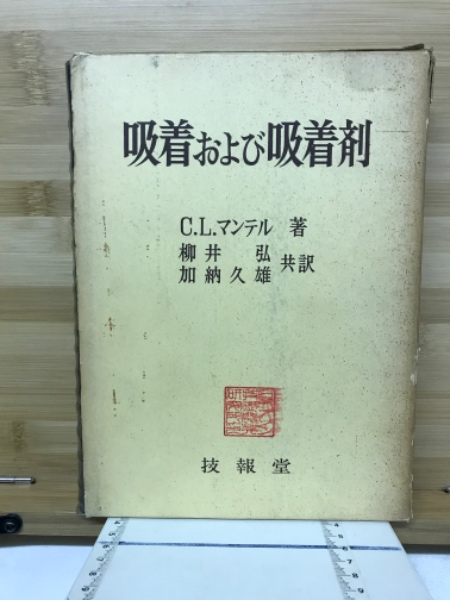 吸着および吸着剤
C.L.マンテル 著
柳井 弘
加納久雄 共訳
技報堂